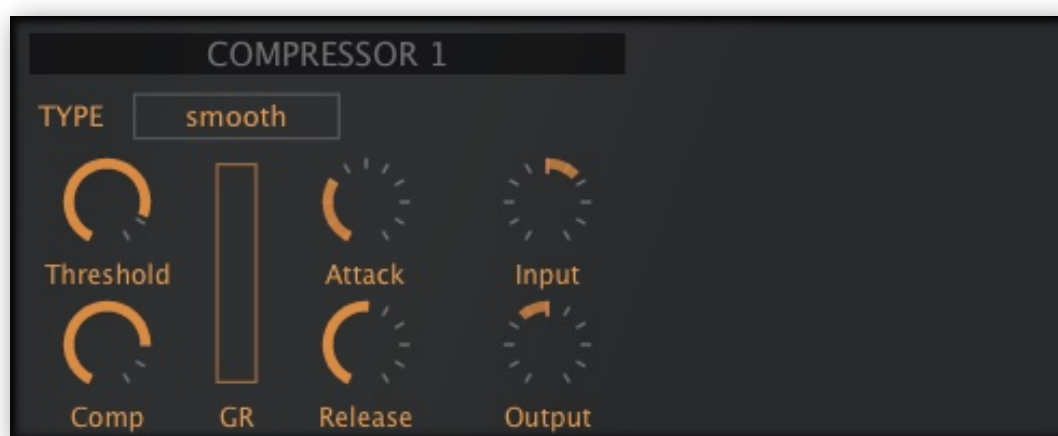 COMPRESSOR 1
TYPE smooth
Threshold Attack Input
Comp GR Release Output